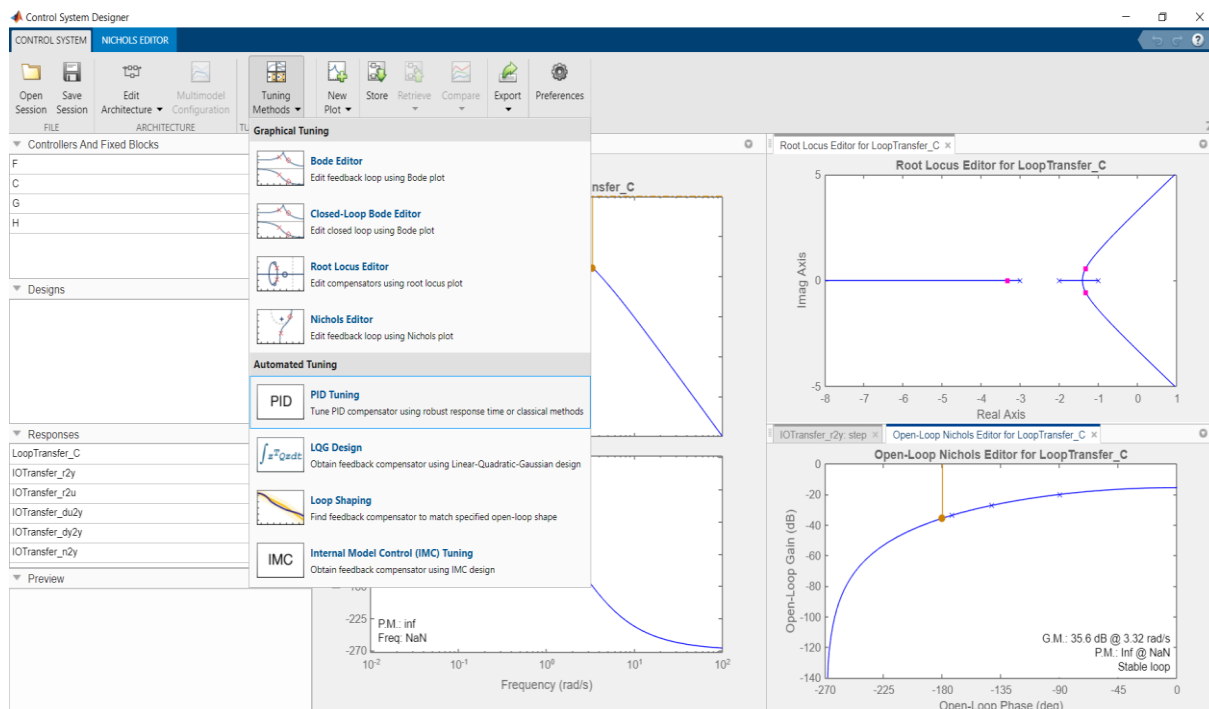 Control System Designer
CONTROL SYSTEM
NICHOLS EDITOR
Open Session
Save Session
Edit Architecture
Multimodel Configuration
Tuning Methods
New Plot
Store
Retrieve
Compare
Export
Preferences
FILE
ARCHITECTURE
TU
Controllers And Fixed Blocks
F
C
G
H
Designs
Responses
LoopTransfer_C
IOTransfer_r2y
IOTransfer_r2u
IOTransfer_du2y
IOTransfer_dy2y
IOTransfer_n2y
Preview
Graphical Tuning
Bode Editor
Edit feedback loop using Bode plot
Closed-Loop Bode Editor
Edit closed loop using Bode plot
Root Locus Editor
Edit compensators using root locus plot
Nichols Editor
Edit feedback loop using Nichols plot
Automated Tuning
PID
PID Tuning
Tune PID compensator using robust response time or classical methods
LQG Design
Obtain feedback compensator using Linear-Quadratic-Gaussian design
Loop Shaping
Find feedback compensator to match specified open-loop shape
IMC
Internal Model Control (IMC) Tuning
Obtain feedback compensator using IMC design
nsfer_C
-180
-225
-270
P.M.: inf
Freq: NaN
10-2
10-1
100
101
102
Frequency (rad/s)
Root Locus Editor for LoopTransfer_C
Root Locus Editor for LoopTransfer_C
5
0
-5
Imag Axis
-8 -7 -6 -5 -4 -3 -2 -1 0 1
Real Axis
IOTransfer_r2y: step
Open-Loop Nichols Editor for LoopTransfer_C
Open-Loop Nichols Editor for LoopTransfer_C
0
-20
-40
-60
-80
-100
-120
-140
Open-Loop Gain (dB)
G.M.: 35.6 dB @ 3.32 rad/s
P.M.: Inf @ NaN
Stable loop
-270 -225 -180 -135 -90 -45 0
Open-Loop Phase (deg)